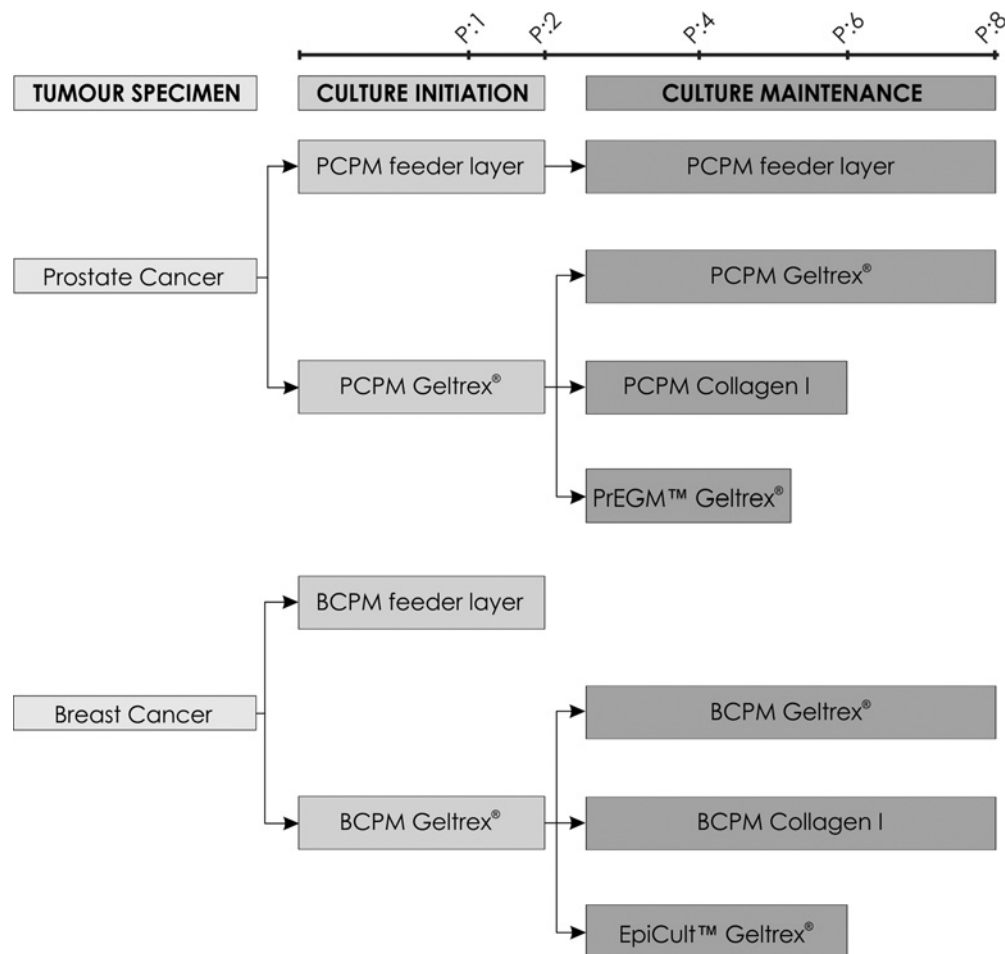 P:1
P:2
P:4
P:6
P:8
TUMOUR SPECIMEN
CULTURE INITIATION
CULTURE MAINTENANCE
PCPM feeder layer
PCPM feeder layer
Prostate Cancer
PCPM Geltrex®
PCPM Geltrex®
PCPM Collagen I
PrEGM™ Geltrex®
BCPM feeder layer
Breast Cancer
BCPM Geltrex®
BCPM Geltrex®
BCPM Collagen I
EpiCult™ Geltrex®